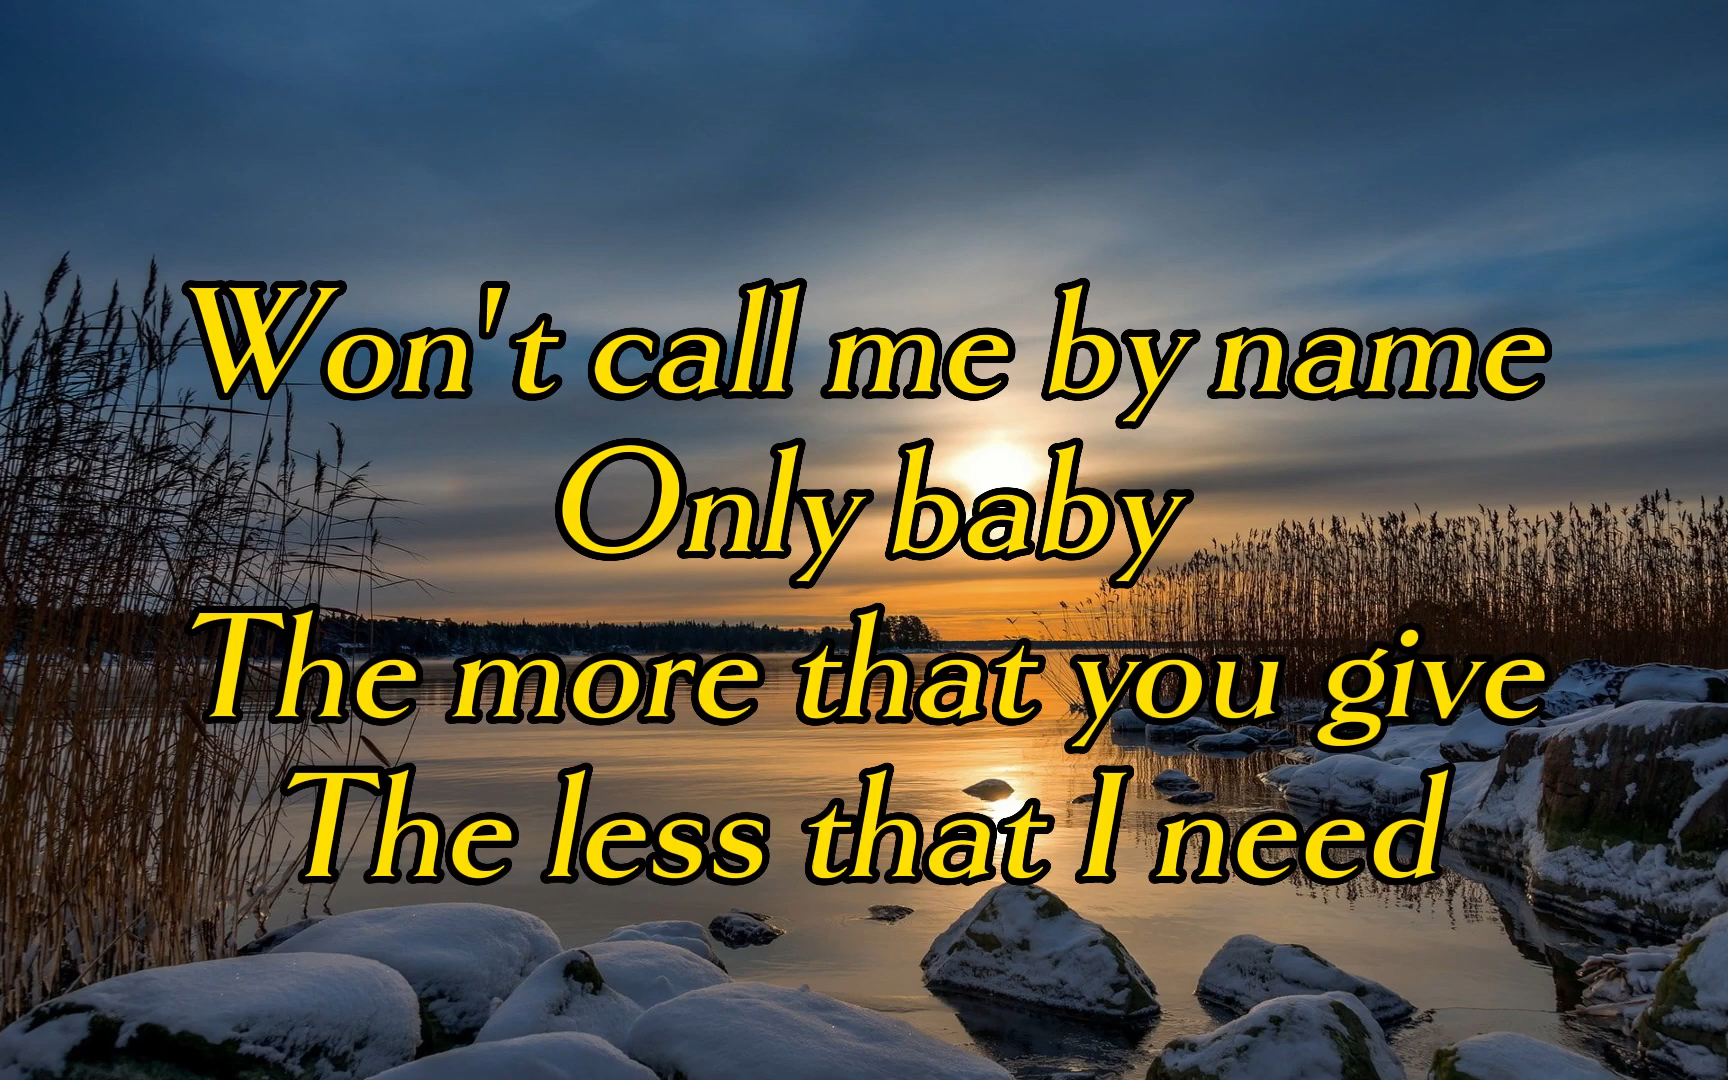 Won't call me by name
Only baby
The more that you give
The less that I need